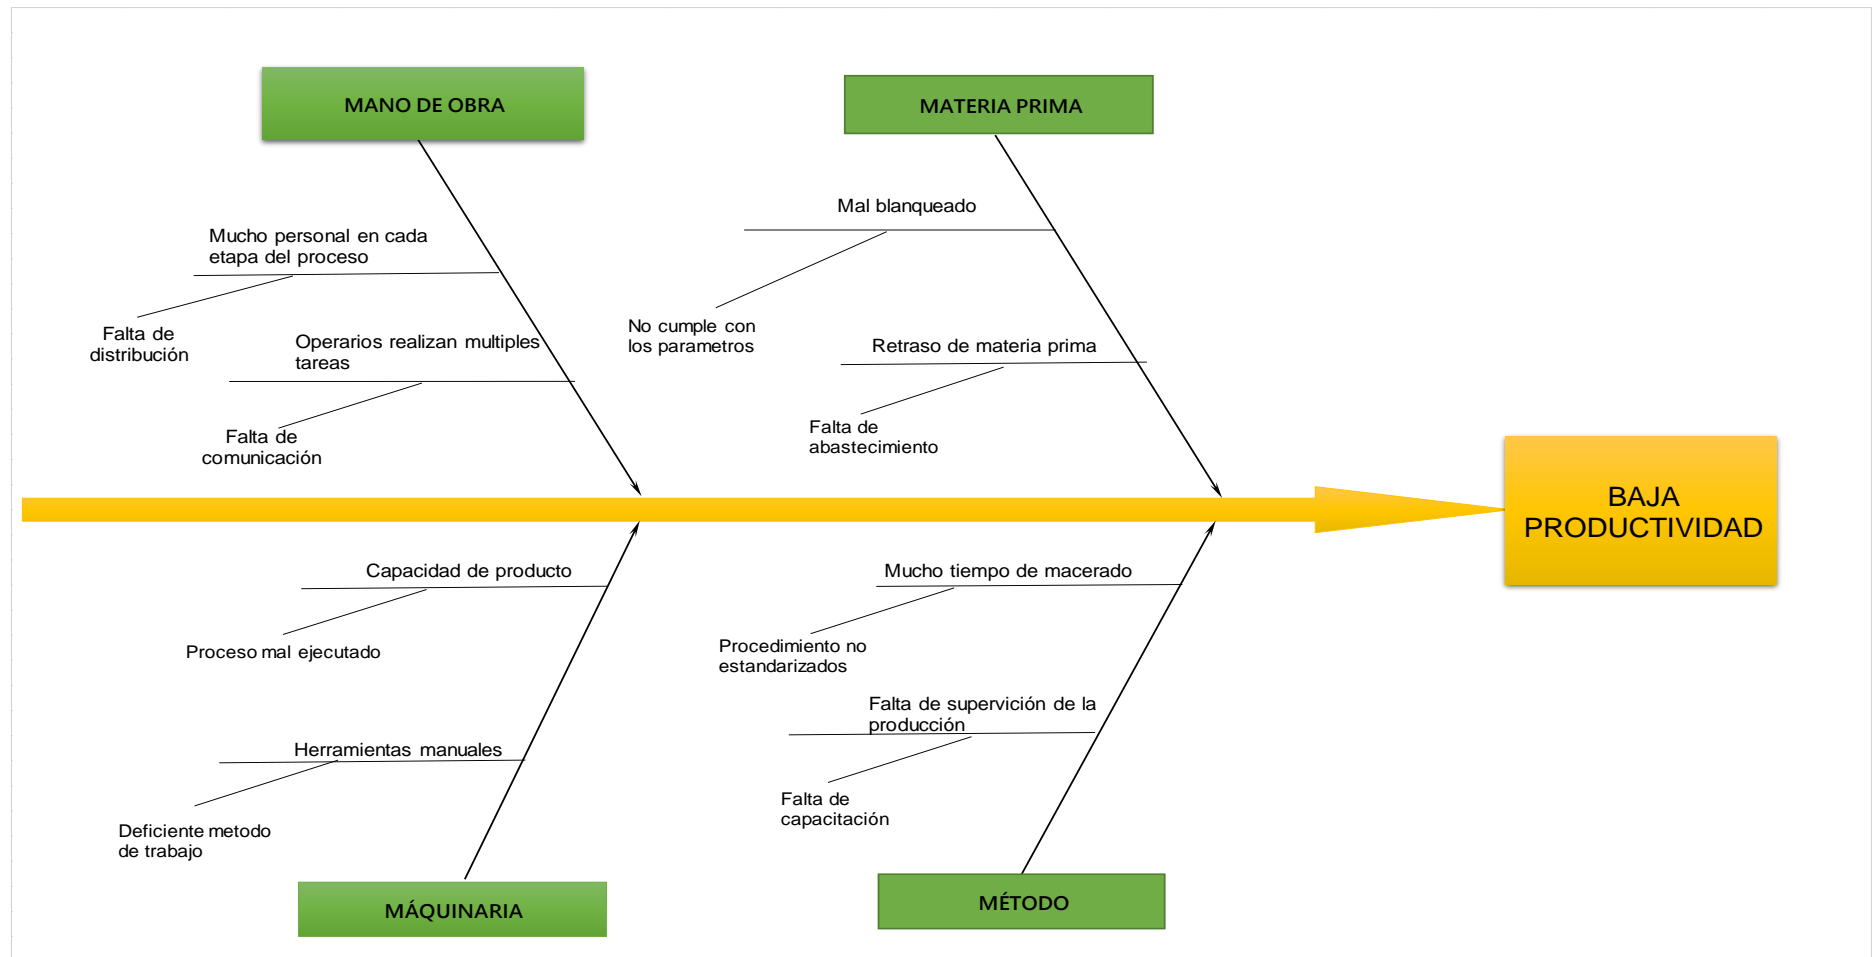 MANO DE OBRA
MATERIA PRIMA
Mucho personal en cada
etapa del proceso
Falta de
distribución
Operarios realizan multiples
tareas
Falta de
comunicación
Mal blanqueado
No cumple con
los parametros
Retraso de materia prima
Falta de
abastecimiento
BAJA
PRODUCTIVIDAD
Capacidad de producto
Proceso mal ejecutado
Herramientas manuales
Deficiente metodo
de trabajo
Mucho tiempo de macerado
Procedimiento no
estandarizados
Falta de supervición de la
producción
Falta de
capacitación
MÁQUINARIA
MÉTODO